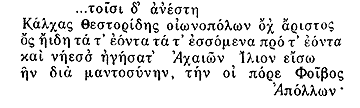 ...τοῖσι δ' ἀνέστη
Κάλχας Θεστορίδης οἰωνοπόλων ὄχ' ἄριστος
ὃς ᾔδη τά τ' ἐόντα τά τ' ἐσσόμενα πρό τ' ἐόντα
καὶ νήεσσ' ἡγήσατ' Ἀχαιῶν Ἴλιον εἴσω
ἣν διὰ μαντοσύνην, τήν οἱ πόρε Φοῖβος
Ἀπόλλων·